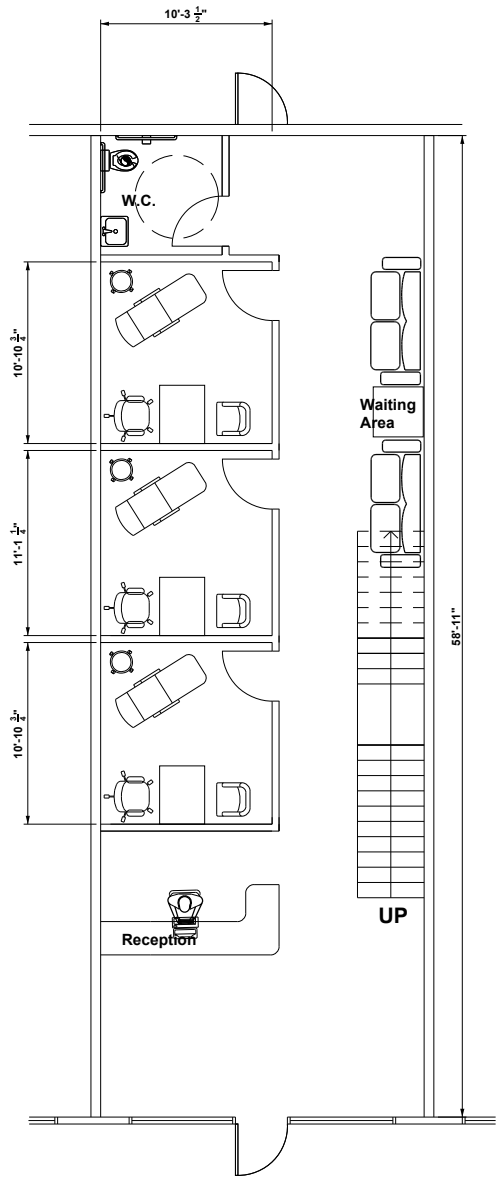 10'-3 1/2"
W.C.
10'-10 3/4"
Waiting
Area
11'-1 1/4"
58'-11"
10'-10 3/4"
UP
Reception